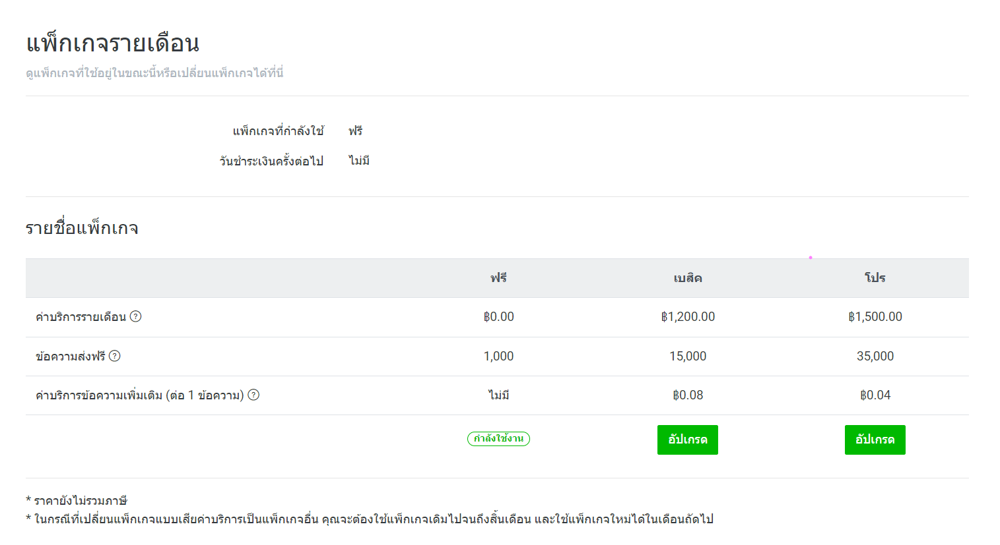 แพ็กเกจรายเดือน
ดูแพ็กเกจที่ใช้อยู่ในขณะนี้หรือเปลี่ยนแพ็กเกจได้ที่นี่
แพ็กเกจที่กำลังใช้ ฟรี
วันชำระเงินครั้งต่อไป ไม่มี
รายชื่อแพ็กเกจ
ฟรี เบสิค โปร
ค่าบริการรายเดือน ? ฿0.00 ฿1,200.00 ฿1,500.00
ข้อความส่งฟรี ? 1,000 15,000 35,000
ค่าบริการข้อความเพิ่มเติม (ต่อ 1 ข้อความ) ? ไม่มี ฿0.08 ฿0.04
กำลังใช้งาน อัปเกรด อัปเกรด
* ราคายังไม่รวมภาษี
* ในกรณีที่เปลี่ยนแพ็กเกจแบบเสียค่าบริการเป็นแพ็กเกจอื่น คุณจะต้องใช้แพ็กเกจเดิมไปจนถึงสิ้นเดือน และใช้แพ็กเกจใหม่ได้ในเดือนถัดไป